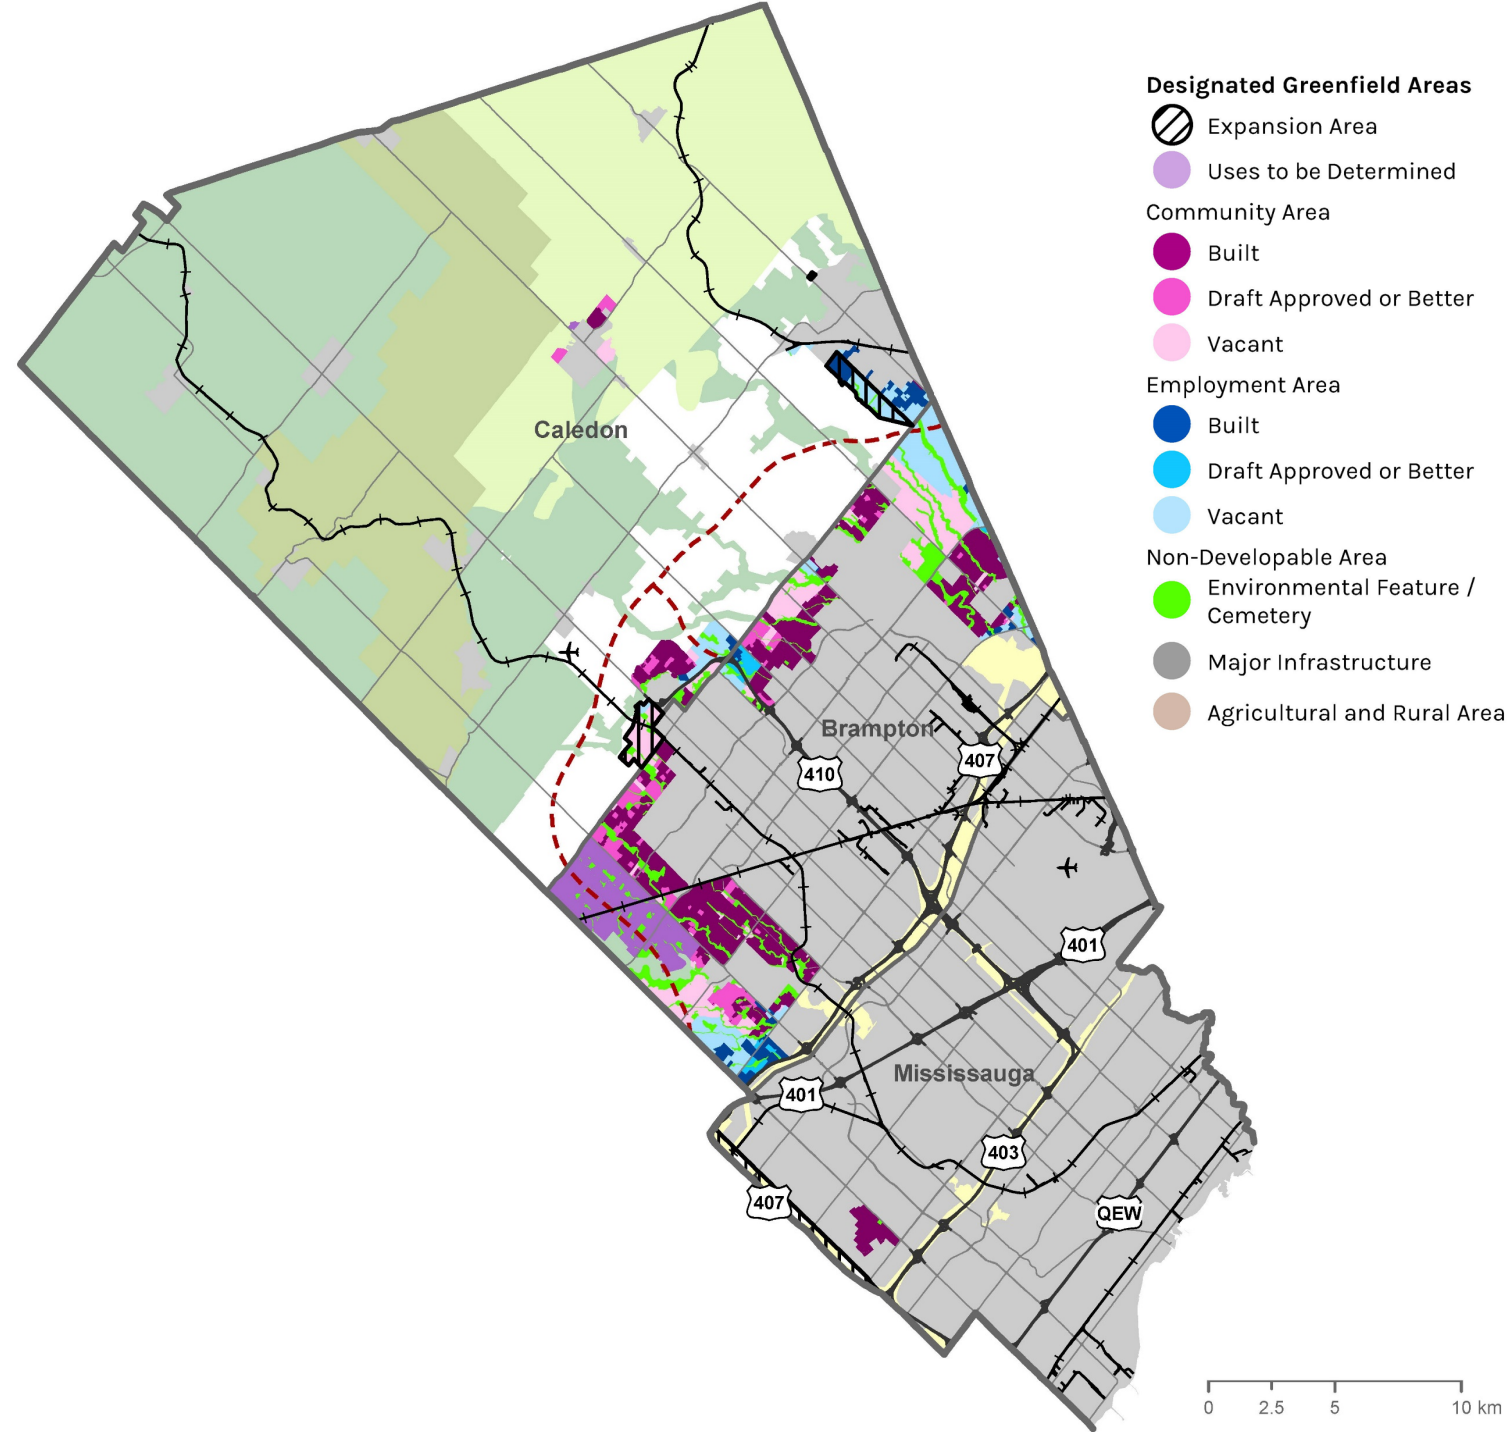 Designated Greenfield Areas
Expansion Area
Uses to be Determined
Community Area
Built
Draft Approved or Better
Vacant
Employment Area
Built
Draft Approved or Better
Vacant
Non-Developable Area
Environmental Feature /
Cemetery
Major Infrastructure
Agricultural and Rural Area
Caledon
Brampton
410
407
401
Mississauga
401
403
407
QEW
0 2.5 5 10 km